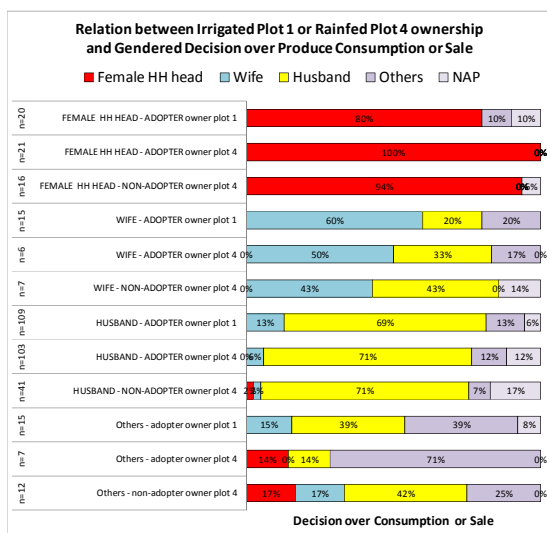 Relation between Irrigated Plot 1 or Rainfed Plot 4 ownership
and Gendered Decision over Produce Consumption or Sale
Female HH head Wife Husband Others NAP
n=20 FEMALE HH HEAD - ADOPTER owner plot 1 80% 10% 10%
n=21 FEMALE HH HEAD - ADOPTER owner plot 4 100% 0%
n=16 FEMALE HH HEAD - NON-ADOPTER owner plot 4 94% 0% 6%
n=15 WIFE - ADOPTER owner plot 1 60% 20% 20%
n=6 WIFE - ADOPTER owner plot 4 0% 50% 33% 17% 0%
n=7 WIFE - NON-ADOPTER owner plot 4 0% 43% 43% 0% 14%
n=109 HUSBAND - ADOPTER owner plot 1 13% 69% 13% 6%
n=103 HUSBAND - ADOPTER owner plot 4 0% 6% 71% 12% 12%
n=41 HUSBAND - NON-ADOPTER owner plot 4 2% 71% 7% 17%
n=15 Others - adopter owner plot 1 15% 39% 39% 8%
n=7 Others - adopter owner plot 4 14% 0% 14% 71% 0%
n=12 Others - non-adopter owner plot 4 17% 17% 42% 25% 0%
Decision over Consumption or Sale